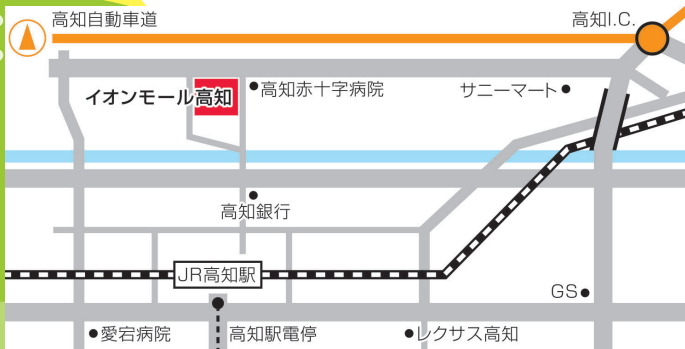 高知自動車道
高知I.C.
イオンモール高知
高知赤十字病院
サニーマート
高知銀行
JR高知駅
GS
愛宕病院
高知駅電停
レクサス高知